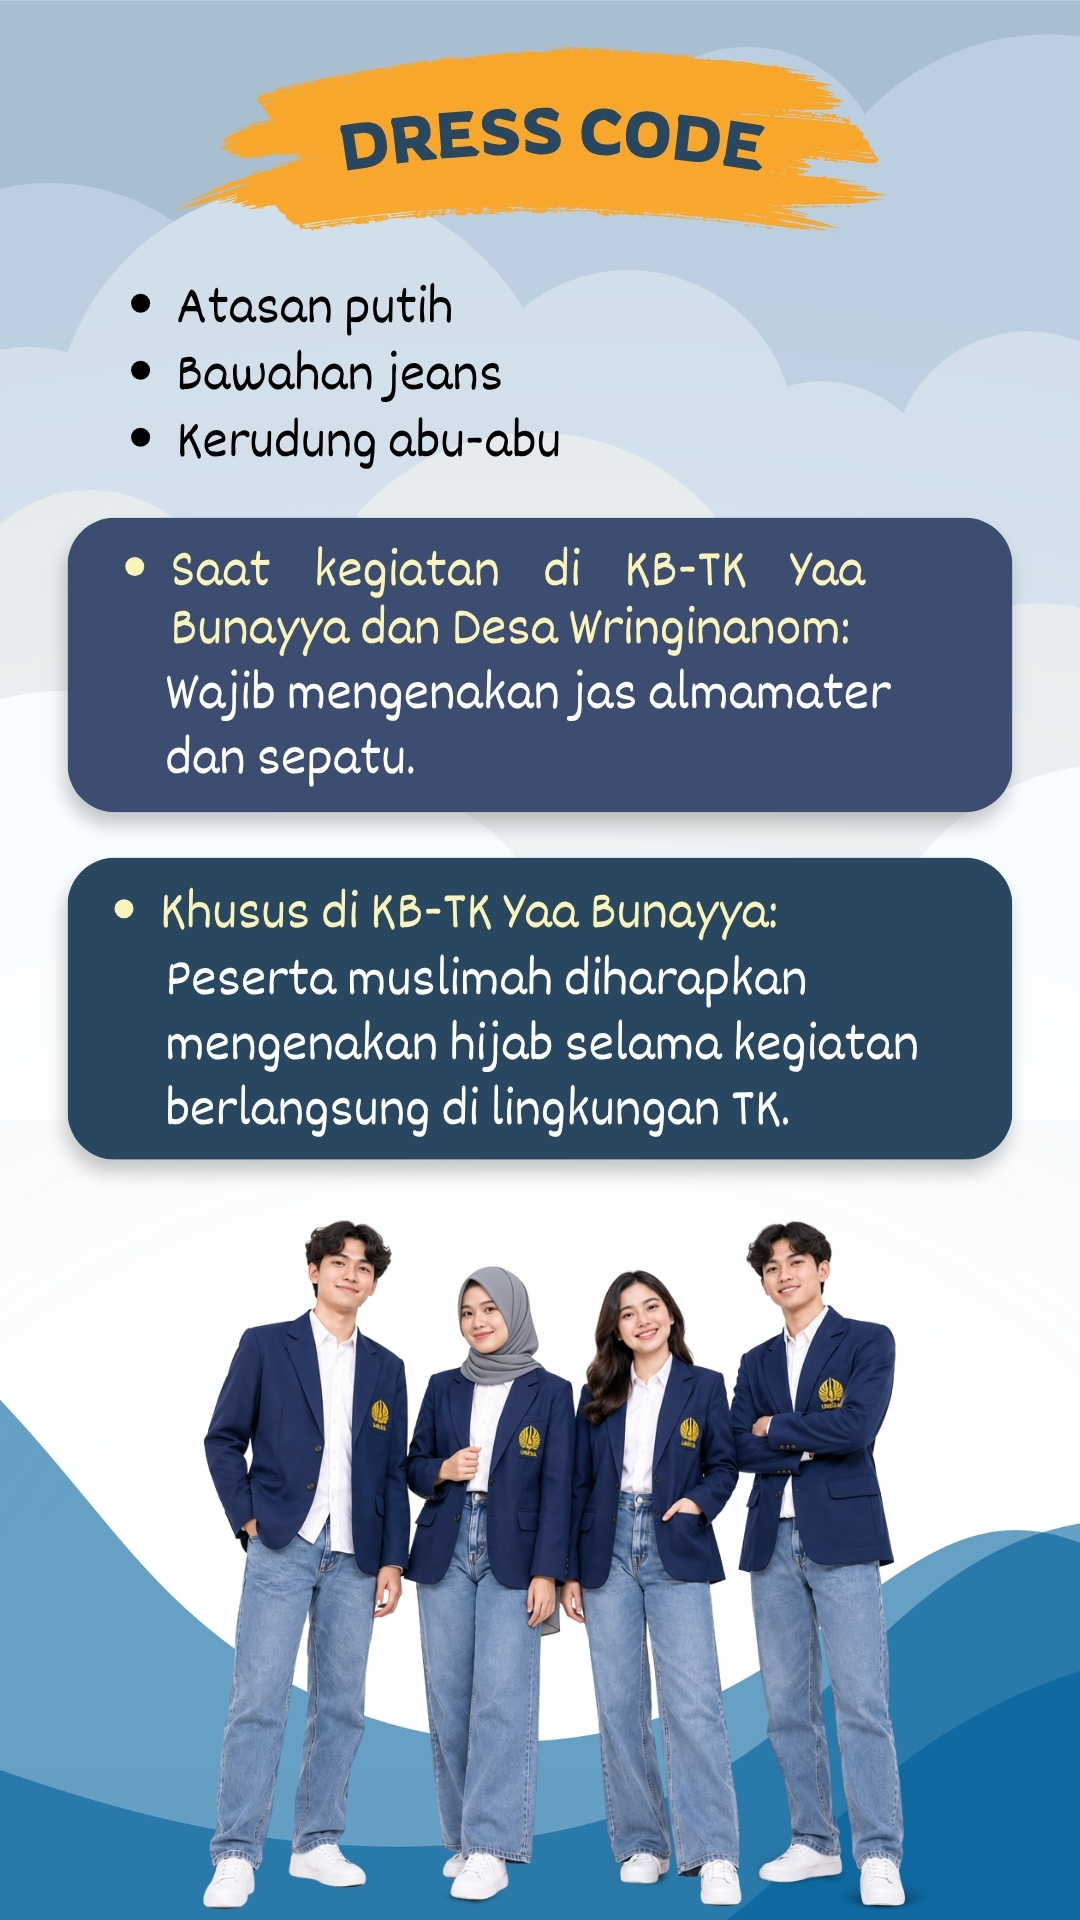 DRESS CODE
• Atasan putih
• Bawahan jeans
• Kerudung abu-abu
• Saat kegiatan di KB-TK Yaa
Bunayya dan Desa Wringinanom:
Wajib mengenakan jas almamater
dan sepatu.
• Khusus di KB-TK Yaa Bunayya:
Peserta muslimah diharapkan
mengenakan hijab selama kegiatan
berlangsung di lingkungan TK.